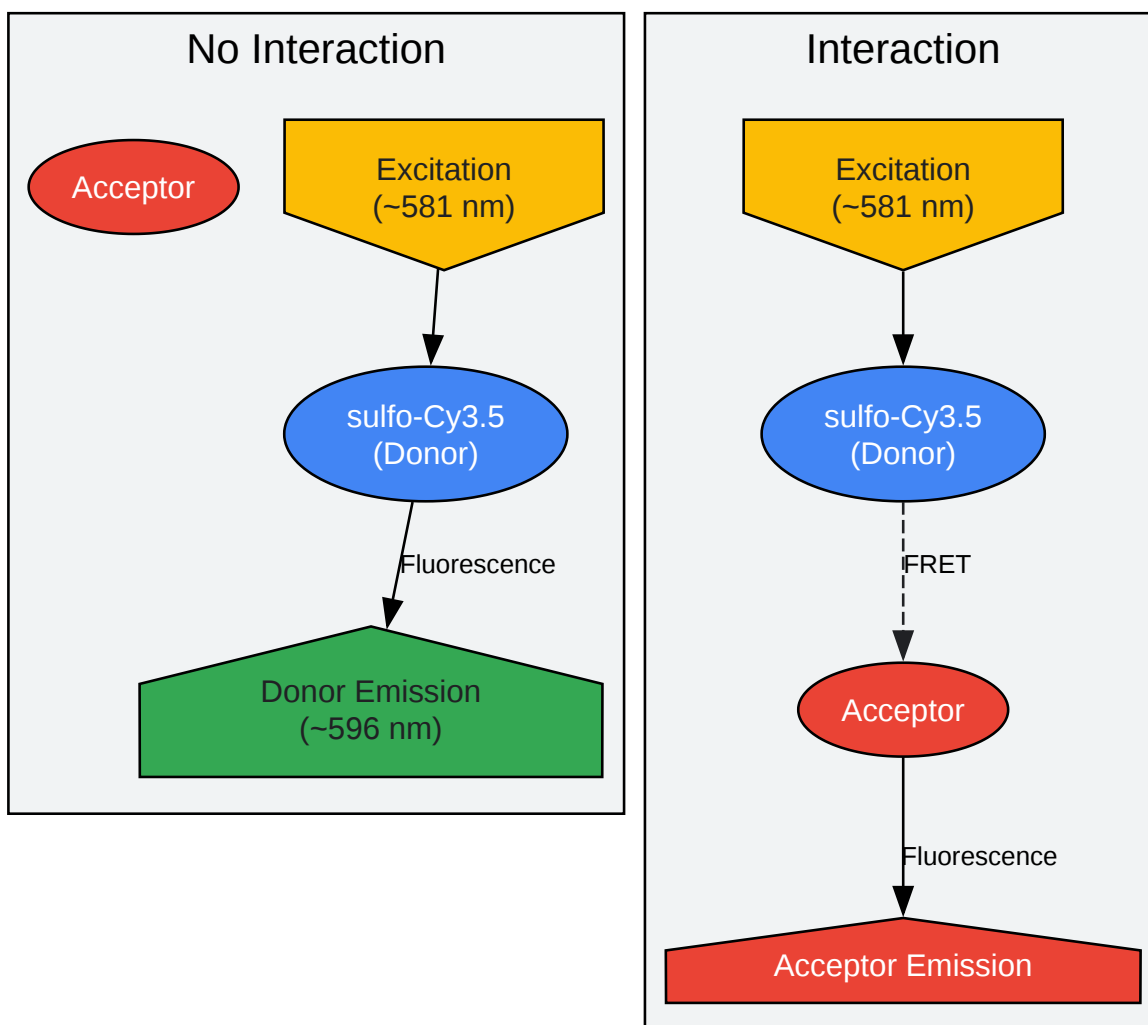 No Interaction
Acceptor
Excitation
(~581 nm)
sulfo-Cy3.5
(Donor)
Fluorescence
Donor Emission
(~596 nm)
Interaction
Excitation
(~581 nm)
sulfo-Cy3.5
(Donor)
FRET
Acceptor
Fluorescence
Acceptor Emission